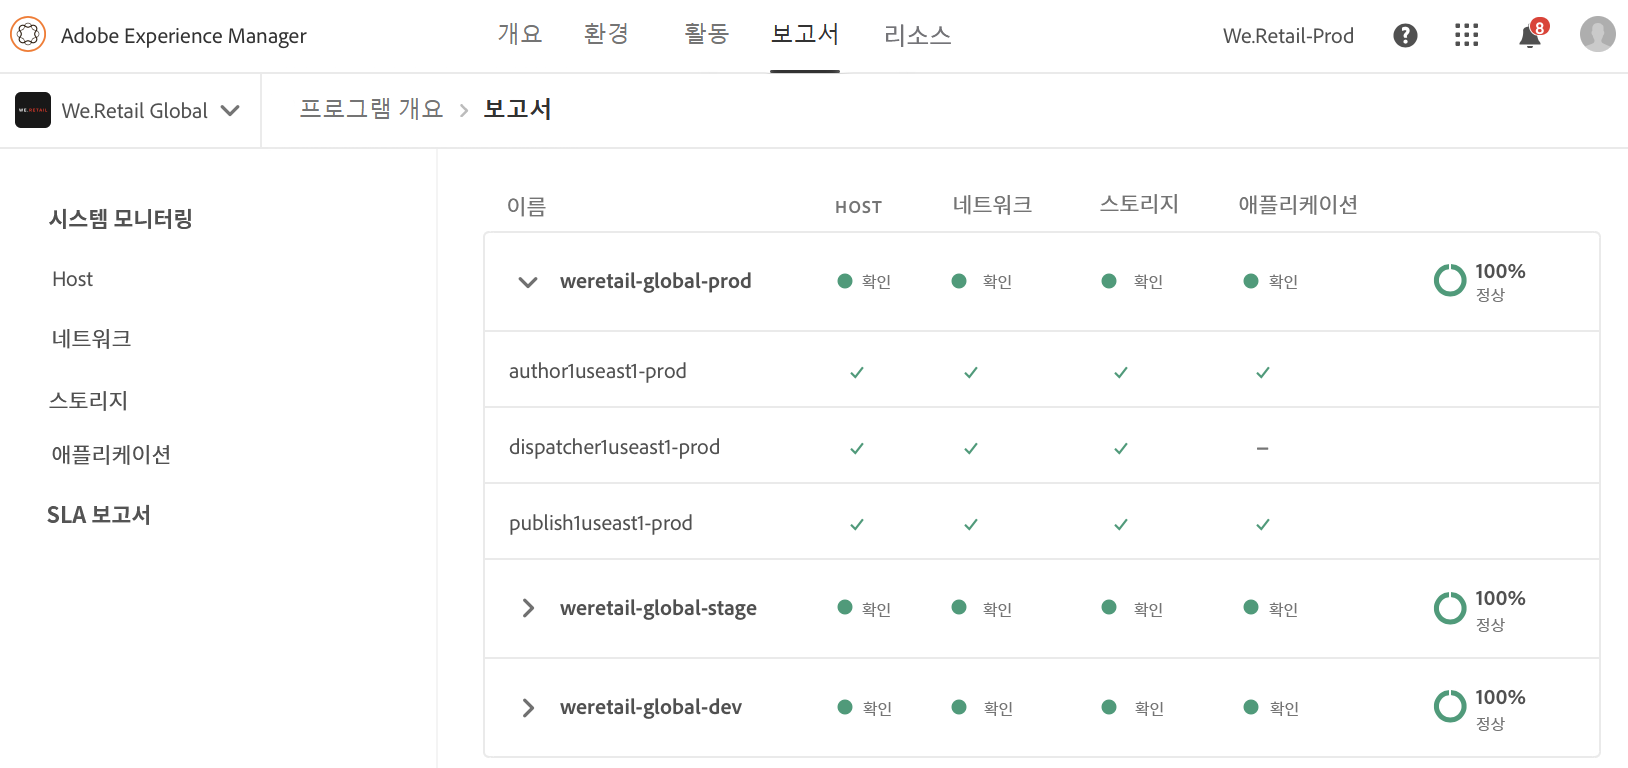 Adobe Experience Manager 개요 환경 활동 보고서 리소스 We.Retail-Prod ? 8
WE.RETAIL We.Retail Global 프로그램 개요 > 보고서
시스템 모니터링
Host
네트워크
스토리지
애플리케이션
SLA 보고서
이름 HOST 네트워크 스토리지 애플리케이션
weretail-global-prod 확인 확인 확인 확인 100%
정상
author1useast1-prod ✓ ✓ ✓ ✓
dispatcher1useast1-prod ✓ ✓ ✓ –
publish1useast1-prod ✓ ✓ ✓ ✓
weretail-global-stage 확인 확인 확인 확인 100%
정상
weretail-global-dev 확인 확인 확인 확인 100%
정상